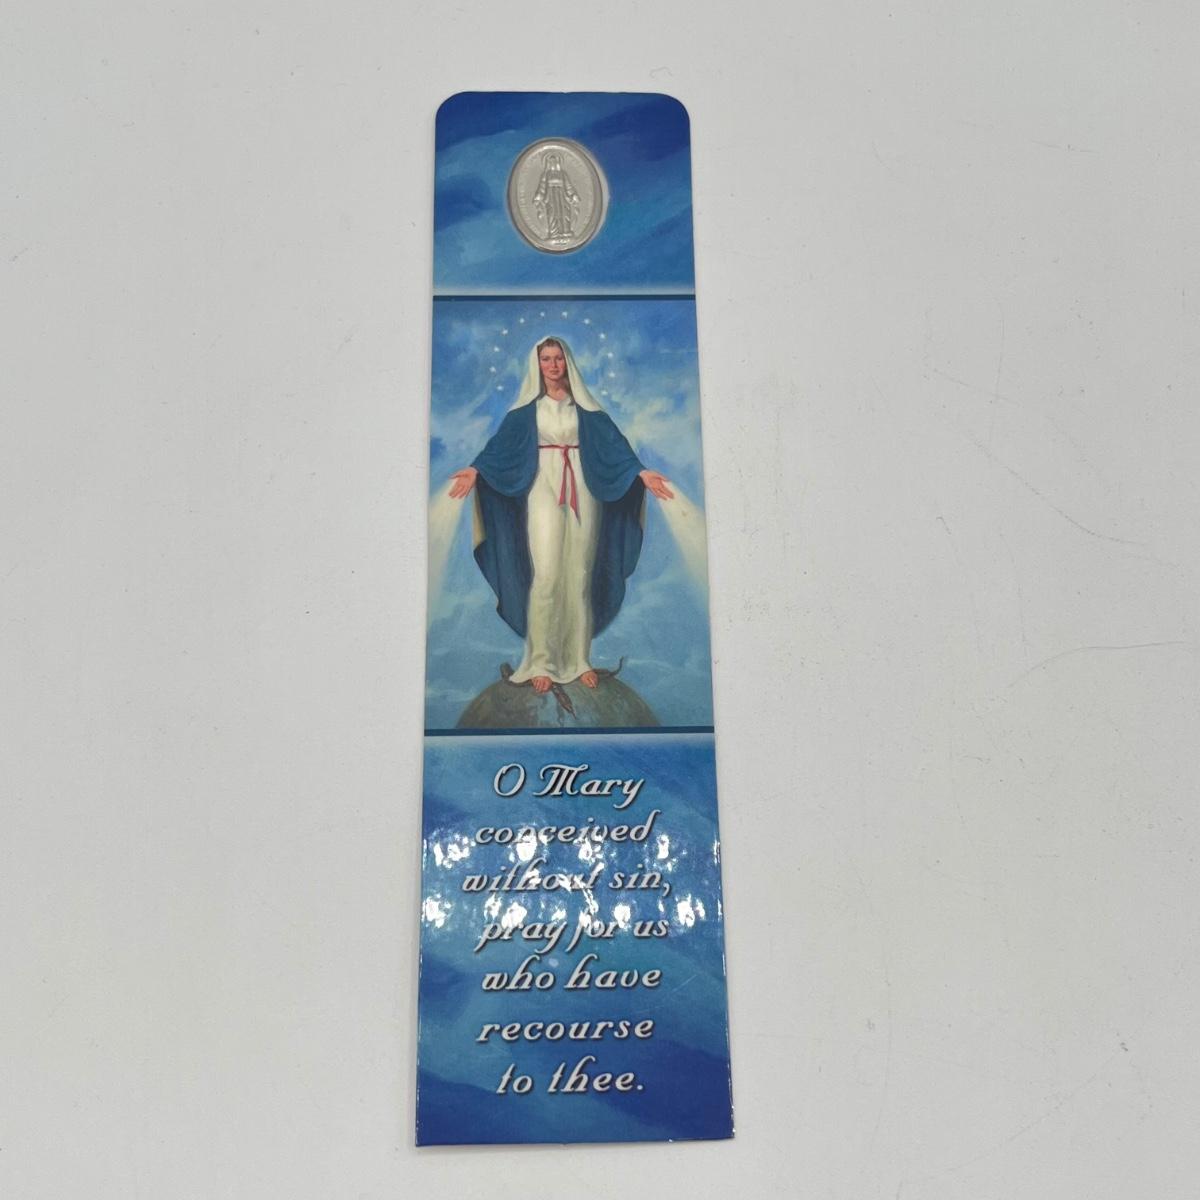 O Mary
conceived
without sin,
pray for us
who have
recourse
to thee.